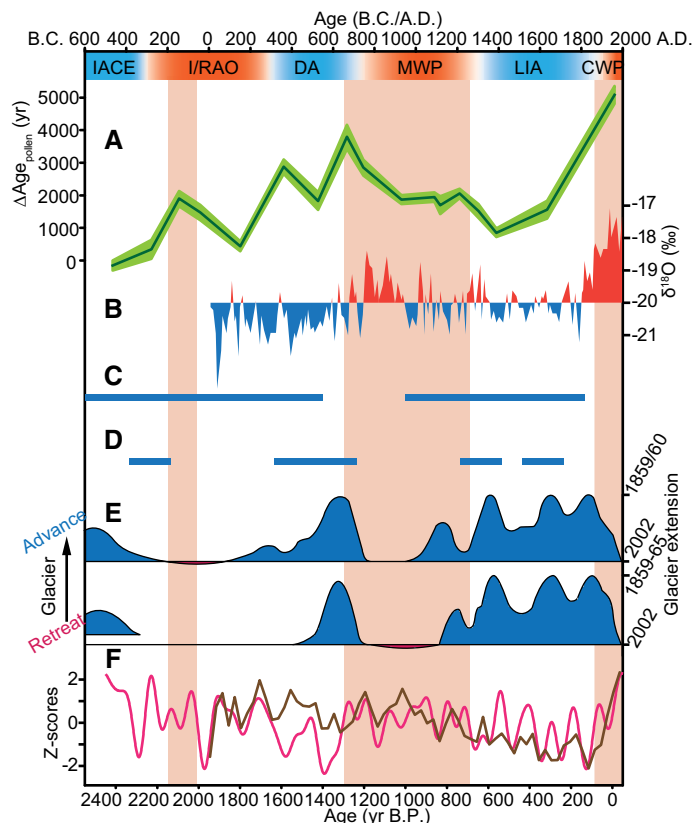 Age (B.C./A.D.)
B.C. 600 400 200 0 200 400 600 800 1000 1200 1400 1600 1800 2000 A.D.
IACE I/RAO DA MWP LIA CWP
A
ΔAge pollen (yr)
5000
4000
3000
2000
1000
0
B
δ18O (‰)
-17
-18
-19
-20
-21
C
D
E
Advance
Glacier
Retreat
1859/60
2002
1859-65
2002
Glacier extension
F
Z-scores
2
0
-2
2400 2200 2000 1800 1600 1400 1200 1000 800 600 400 200 0
Age (yr B.P.)